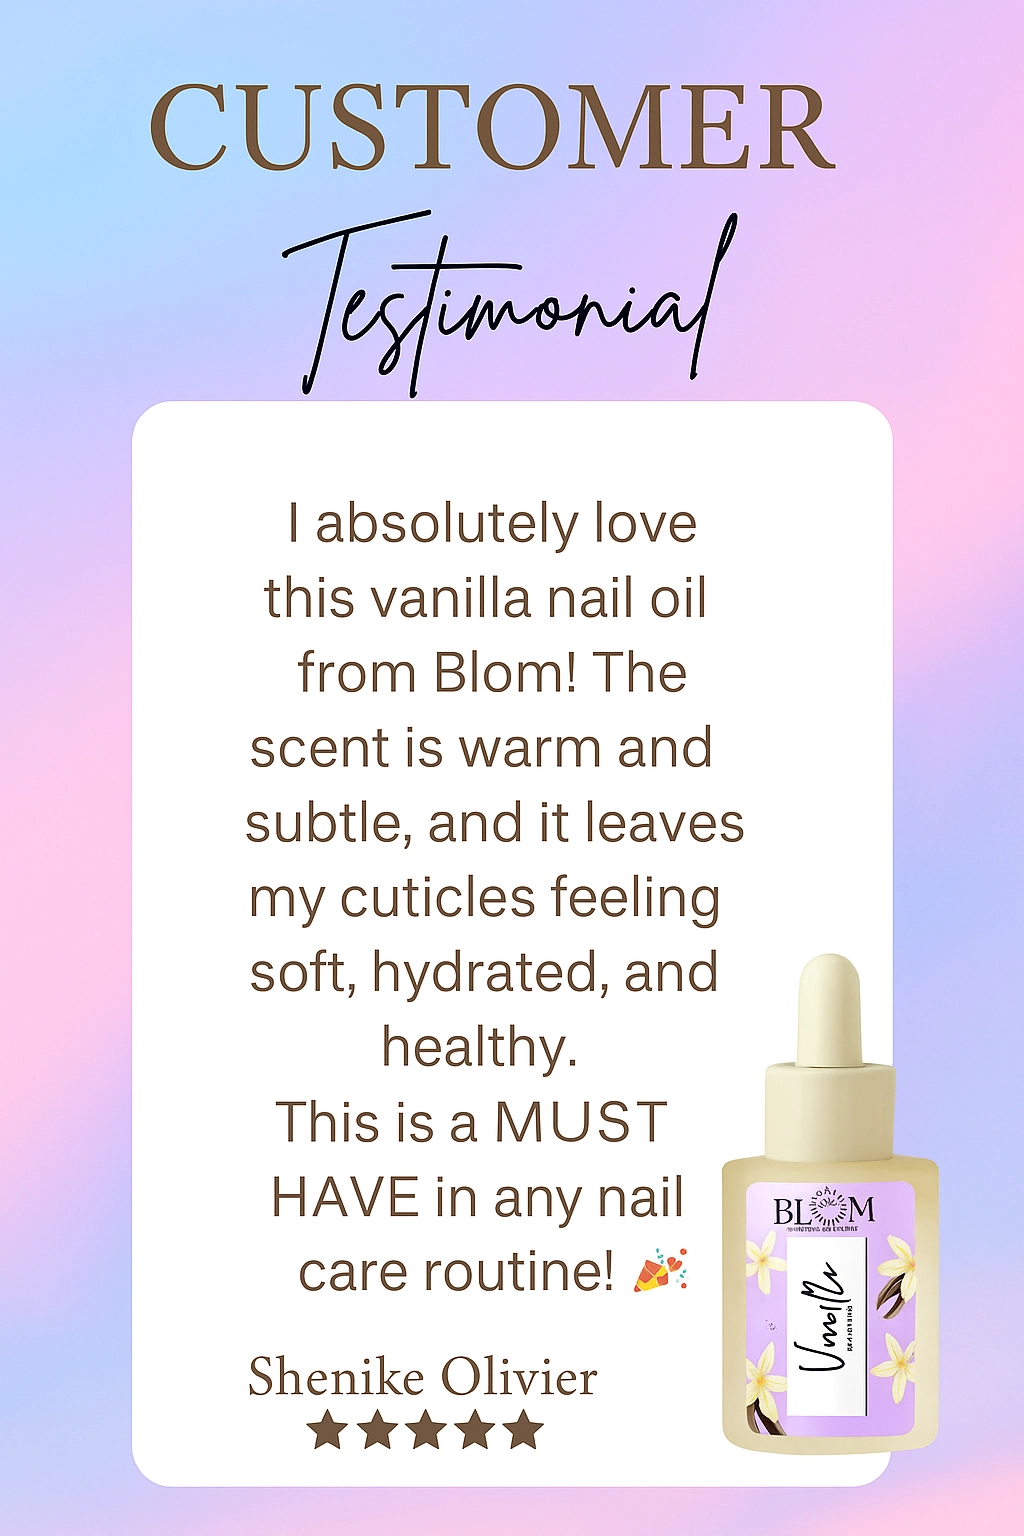 CUSTOMER
Testimonial
I absolutely love
this vanilla nail oil
from Blom! The
scent is warm and
subtle, and it leaves
my cuticles feeling
soft, hydrated, and
healthy.
This is a MUST
HAVE in any nail
care routine! 🎉
Shenike Olivier
★★★★★
BLOM